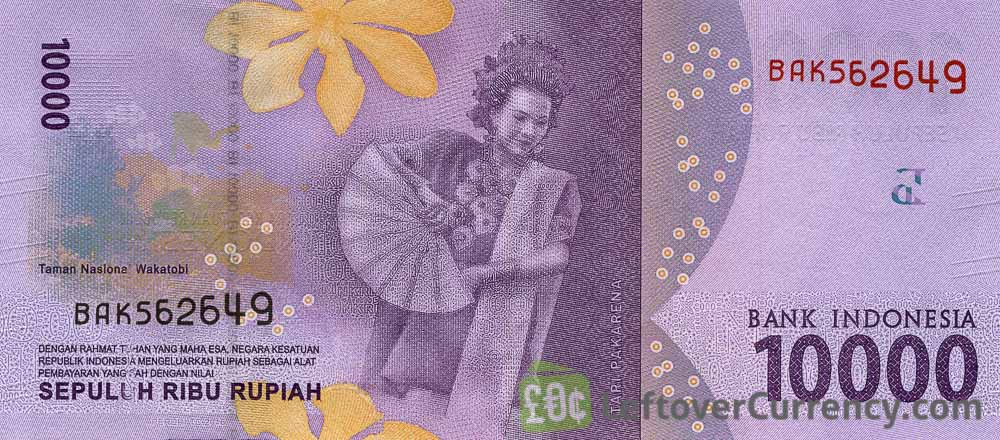 10000
BAK562649
Taman Nasional Wakatobi
BAK562649
DENGAN RAHMAT TUHAN YANG MAHA ESA, NEGARA KESATUAN
REPUBLIK INDONESIA MENGELUARKAN RUPIAH SEBAGAI ALAT
PEMBAYARAN YANG SAH DENGAN NILAI
SEPULUH RIBU RUPIAH
TARI PAKARENA
BANK INDONESIA
10000
£0¢ LeftoverCurrency.com